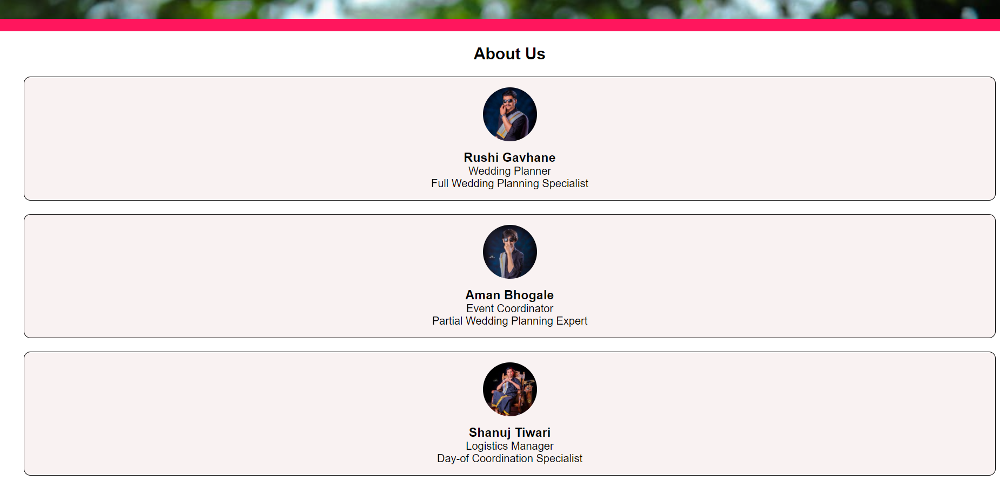 About Us
Rushi Gavhane
Wedding Planner
Full Wedding Planning Specialist
Aman Bhogale
Event Coordinator
Partial Wedding Planning Expert
Shanuj Tiwari
Logistics Manager
Day-of Coordination Specialist